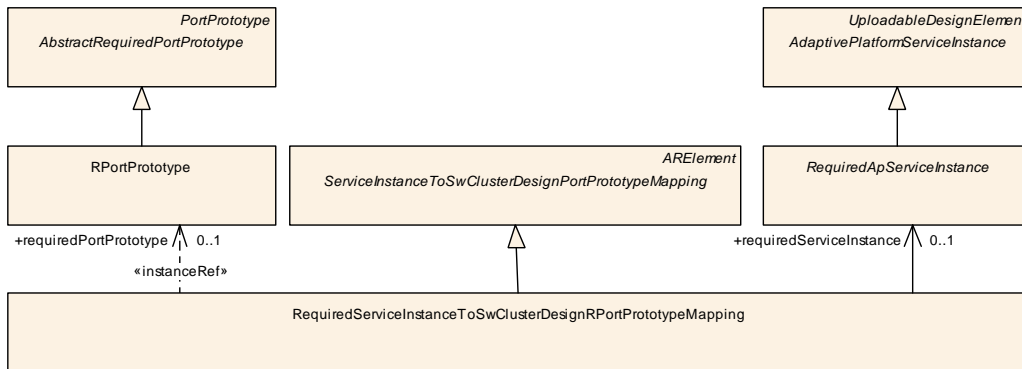 PortPrototype
AbstractRequiredPortPrototype
UploadableDesignElemen
AdaptivePlatformServiceInstance
RPortPrototype
ARElement
ServiceInstanceToSwClusterDesignPortPrototypeMapping
RequiredApServiceInstance
+requiredPortPrototype 0..1
+requiredServiceInstance 0..1
«instanceRef»
RequiredServiceInstanceToSwClusterDesignRPortPrototypeMapping